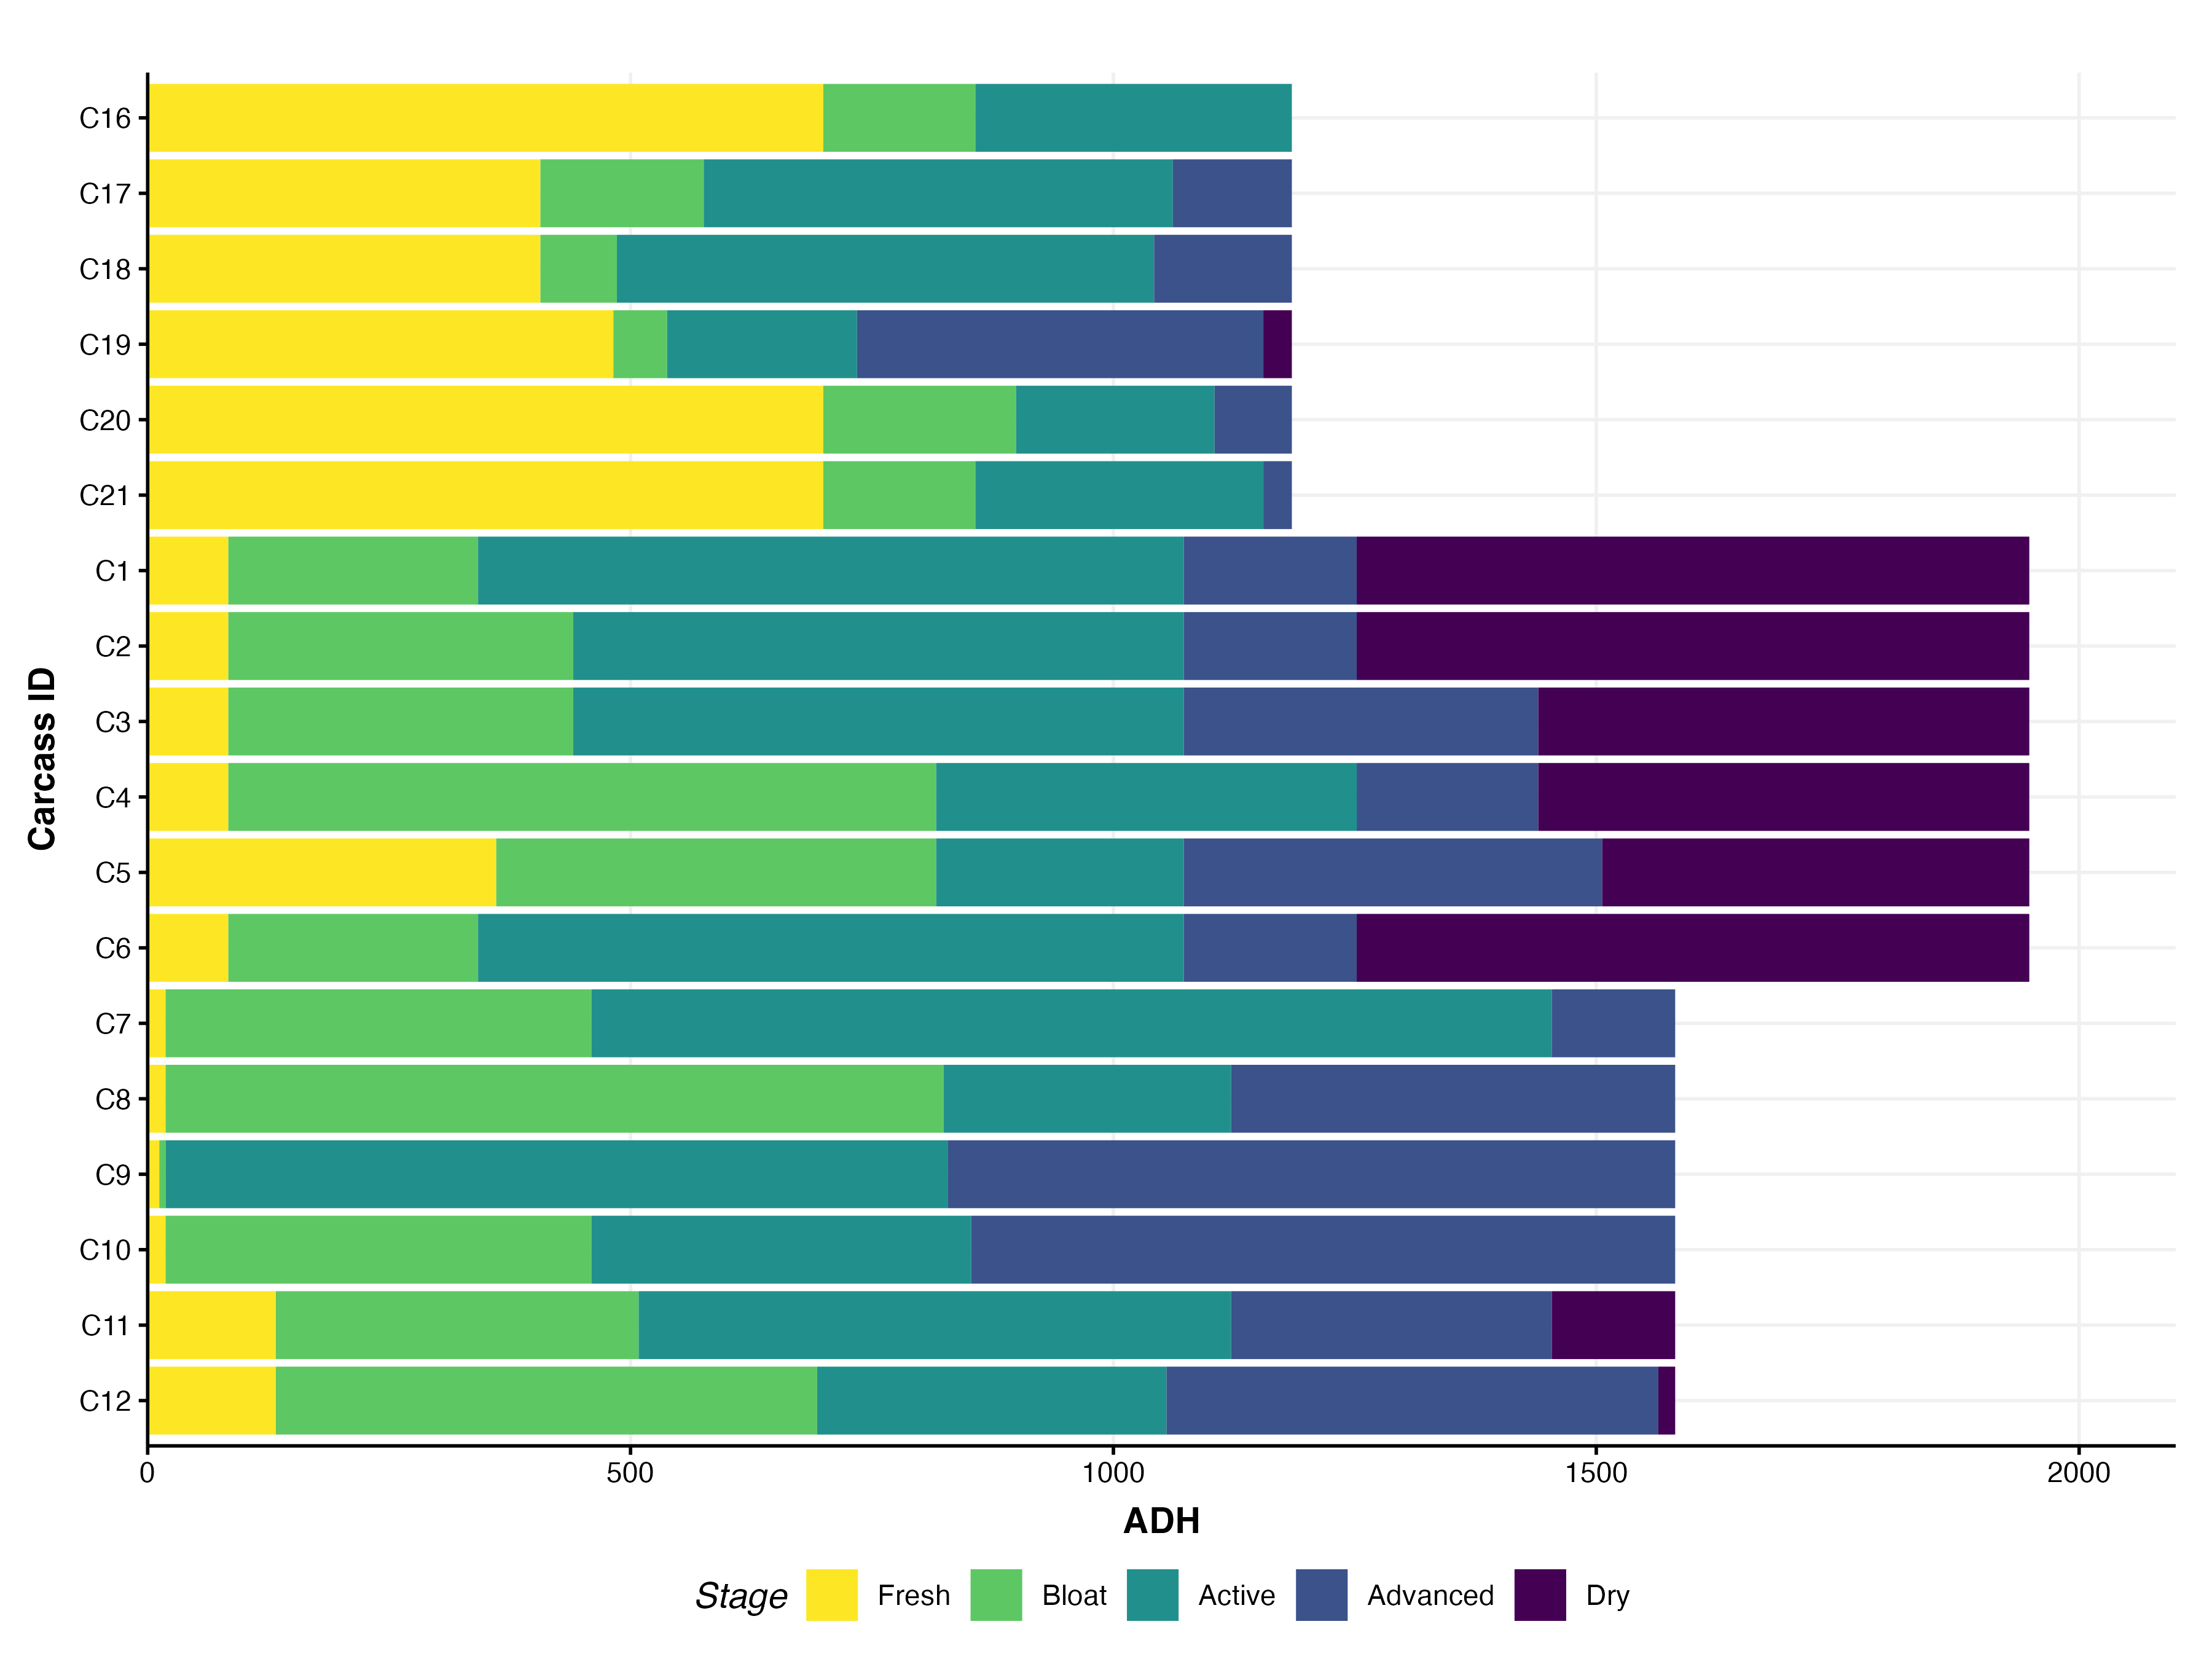 C16
C17
C18
C19
C20
C21
C1
C2
C3
C4
C5
C6
C7
C8
C9
C10
C11
C12
Carcass ID
0 500 1000 1500 2000
ADH
Stage Fresh Bloat Active Advanced Dry